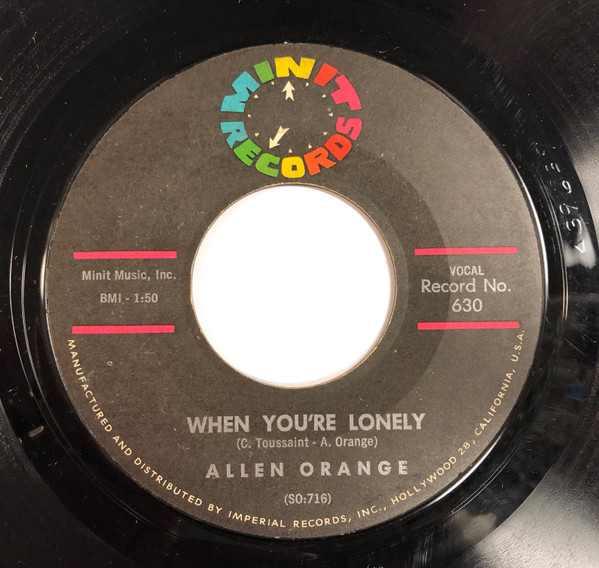 MINIT
RECORDS
Minit Music, Inc.
BMI - 1:50
VOCAL
Record No.
630
WHEN YOU'RE LONELY
(C. Toussaint - A. Orange)
ALLEN ORANGE
(SO:716)
MANUFACTURED AND DISTRIBUTED BY IMPERIAL RECORDS, INC., HOLLYWOOD 28, CALIFORNIA, U.S.A.